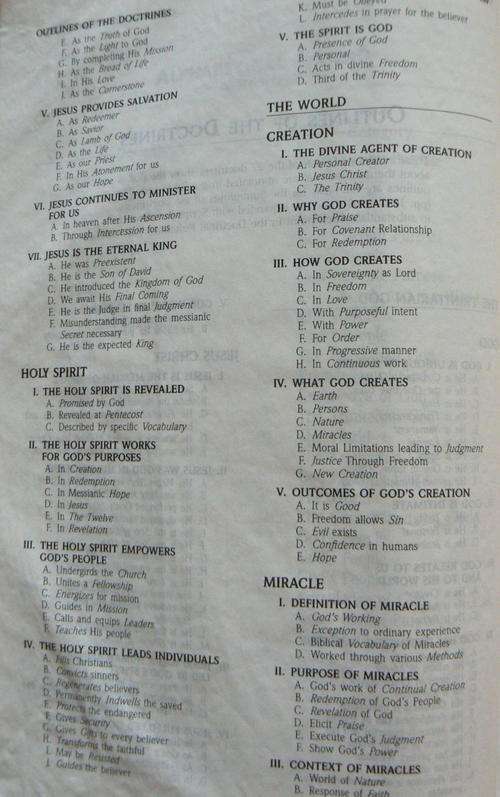 OUTLINES OF THE DOCTRINES
E. As the Truth of God
F. As the Light to God
G. By completing His Mission
H. As the Bread of Life
I. In His Love
J. As the Cornerstone
V. JESUS PROVIDES SALVATION
A. As Redeemer
B. As Savior
C. As Lamb of God
D. As the Life
E. As our Priest
F. In His Atonement for us
G. As our Hope
VI. JESUS CONTINUES TO MINISTER
FOR US
A. In heaven after His Ascension
B. Through Intercession for us
VII. JESUS IS THE ETERNAL KING
A. He was Preexistent
B. He is the Son of David
C. He introduced the Kingdom of God
D. We await His Final Coming
E. He is the Judge in final Judgment
F. Misunderstanding made the messianic
Secret necessary
G. He is the expected King
HOLY SPIRIT
I. THE HOLY SPIRIT IS REVEALED
A. Promised by God
B. Revealed at Pentecost
C. Described by specific Vocabulary
II. THE HOLY SPIRIT WORKS
FOR GOD'S PURPOSES
A. In Creation
B. In Redemption
C. In Messianic Hope
D. In Jesus
E. In The Twelve
F. In Revelation
III. THE HOLY SPIRIT EMPOWERS
GOD'S PEOPLE
A. Undergirds the Church
B. Unites a Fellowship
C. Energizes for mission
D. Guides in Mission
E. Calls and equips Leaders
F. Teaches His people
IV. THE HOLY SPIRIT LEADS INDIVIDUALS
A. Fills Christians
B. Convicts sinners
C. Regenerates believers
D. Permanently Indwells the saved
E. Protects the endangered
F. Gives Security
G. Gives Gifts to every believer
H. Transforms the faithful
I. May be Resisted
J. Guides the believer
K. Must be Obeyed
L. Intercedes in prayer for the believer
V. THE SPIRIT IS GOD
A. Presence of God
B. Personal
C. Acts in divine Freedom
D. Third of the Trinity
THE WORLD
CREATION
I. THE DIVINE AGENT OF CREATION
A. Personal Creator
B. Jesus Christ
C. The Trinity
II. WHY GOD CREATES
A. For Praise
B. For Covenant Relationship
C. For Redemption
III. HOW GOD CREATES
A. In Sovereignty as Lord
B. In Freedom
C. In Love
D. With Purposeful intent
E. With Power
F. For Order
G. In Progressive manner
H. In Continuous work
IV. WHAT GOD CREATES
A. Earth
B. Persons
C. Nature
D. Miracles
E. Moral Limitations leading to Judgment
F. Justice Through Freedom
G. New Creation
V. OUTCOMES OF GOD'S CREATION
A. It is Good
B. Freedom allows Sin
C. Evil exists
D. Confidence in humans
E. Hope
MIRACLE
I. DEFINITION OF MIRACLE
A. God's Working
B. Exception to ordinary experience
C. Biblical Vocabulary of Miracles
D. Worked through various Methods
II. PURPOSE OF MIRACLES
A. God's work of Continual Creation
B. Redemption of God's People
C. Revelation of God
D. Elicit Praise
E. Execute God's Judgment
F. Show God's Power
III. CONTEXT OF MIRACLES
A. World of Nature
B. Response of Faith